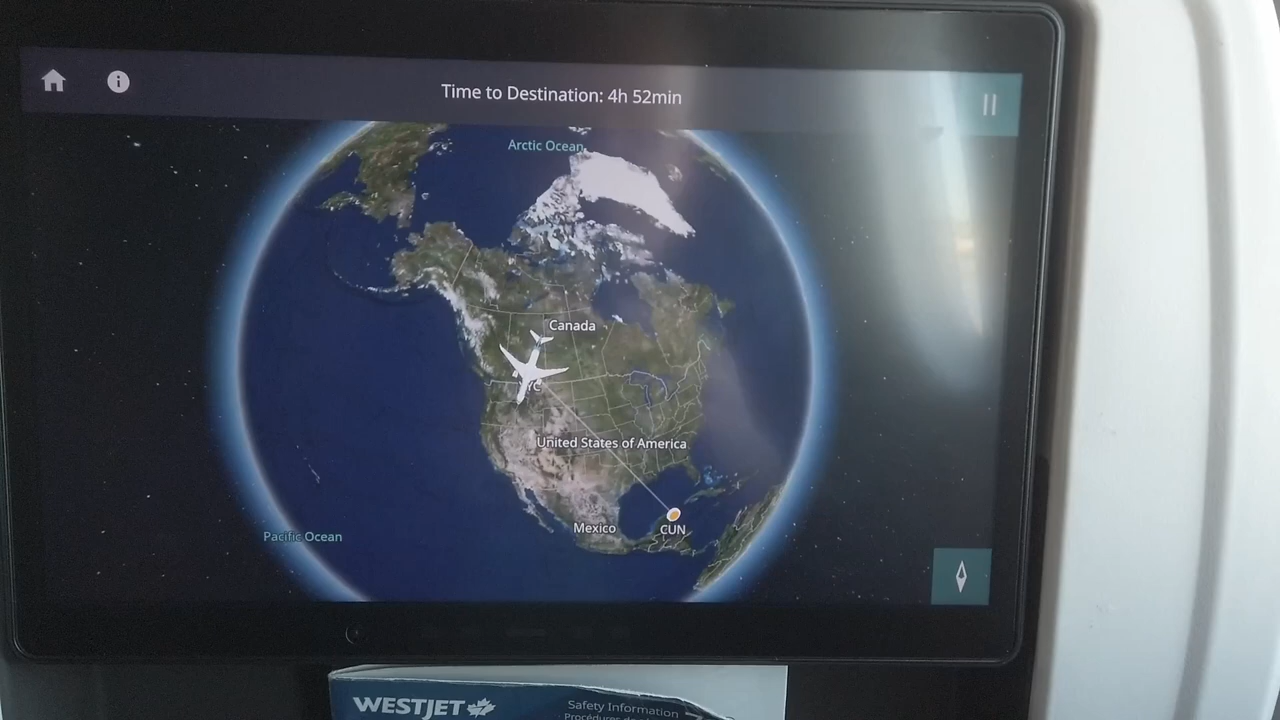 Time to Destination: 4h 52min
Arctic Ocean
Canada
United States of America
Mexico
CUN
Pacific Ocean
WESTJET
Safety Information